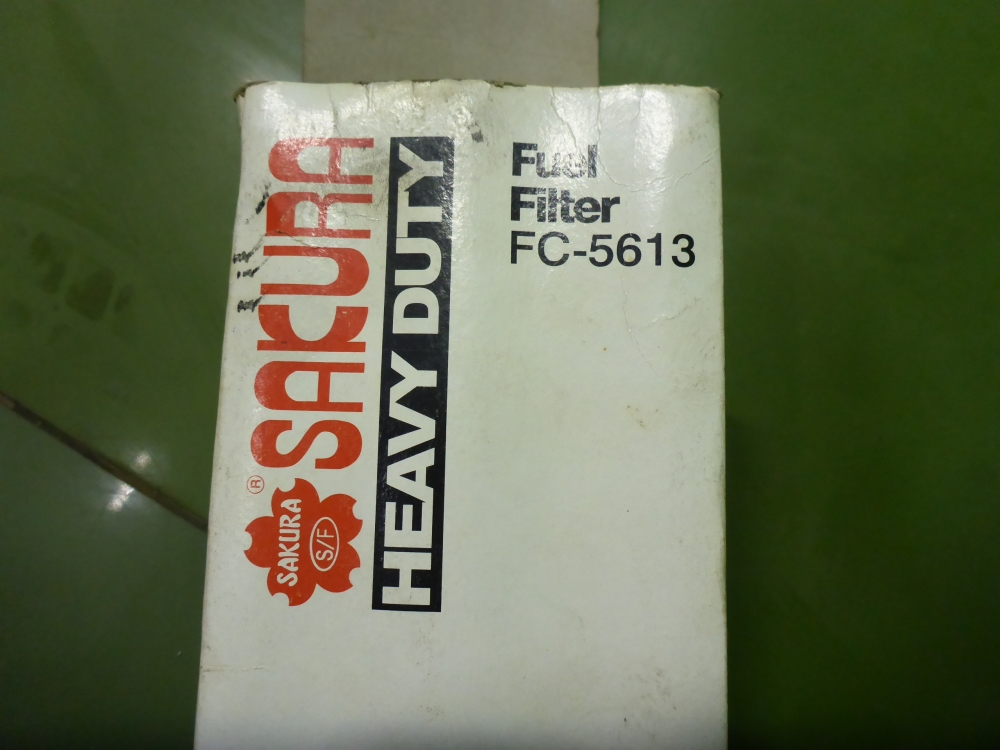 SAKURA
HEAVY DUTY
®
SAKURA
S/F
Fuel
Filter
FC-5613